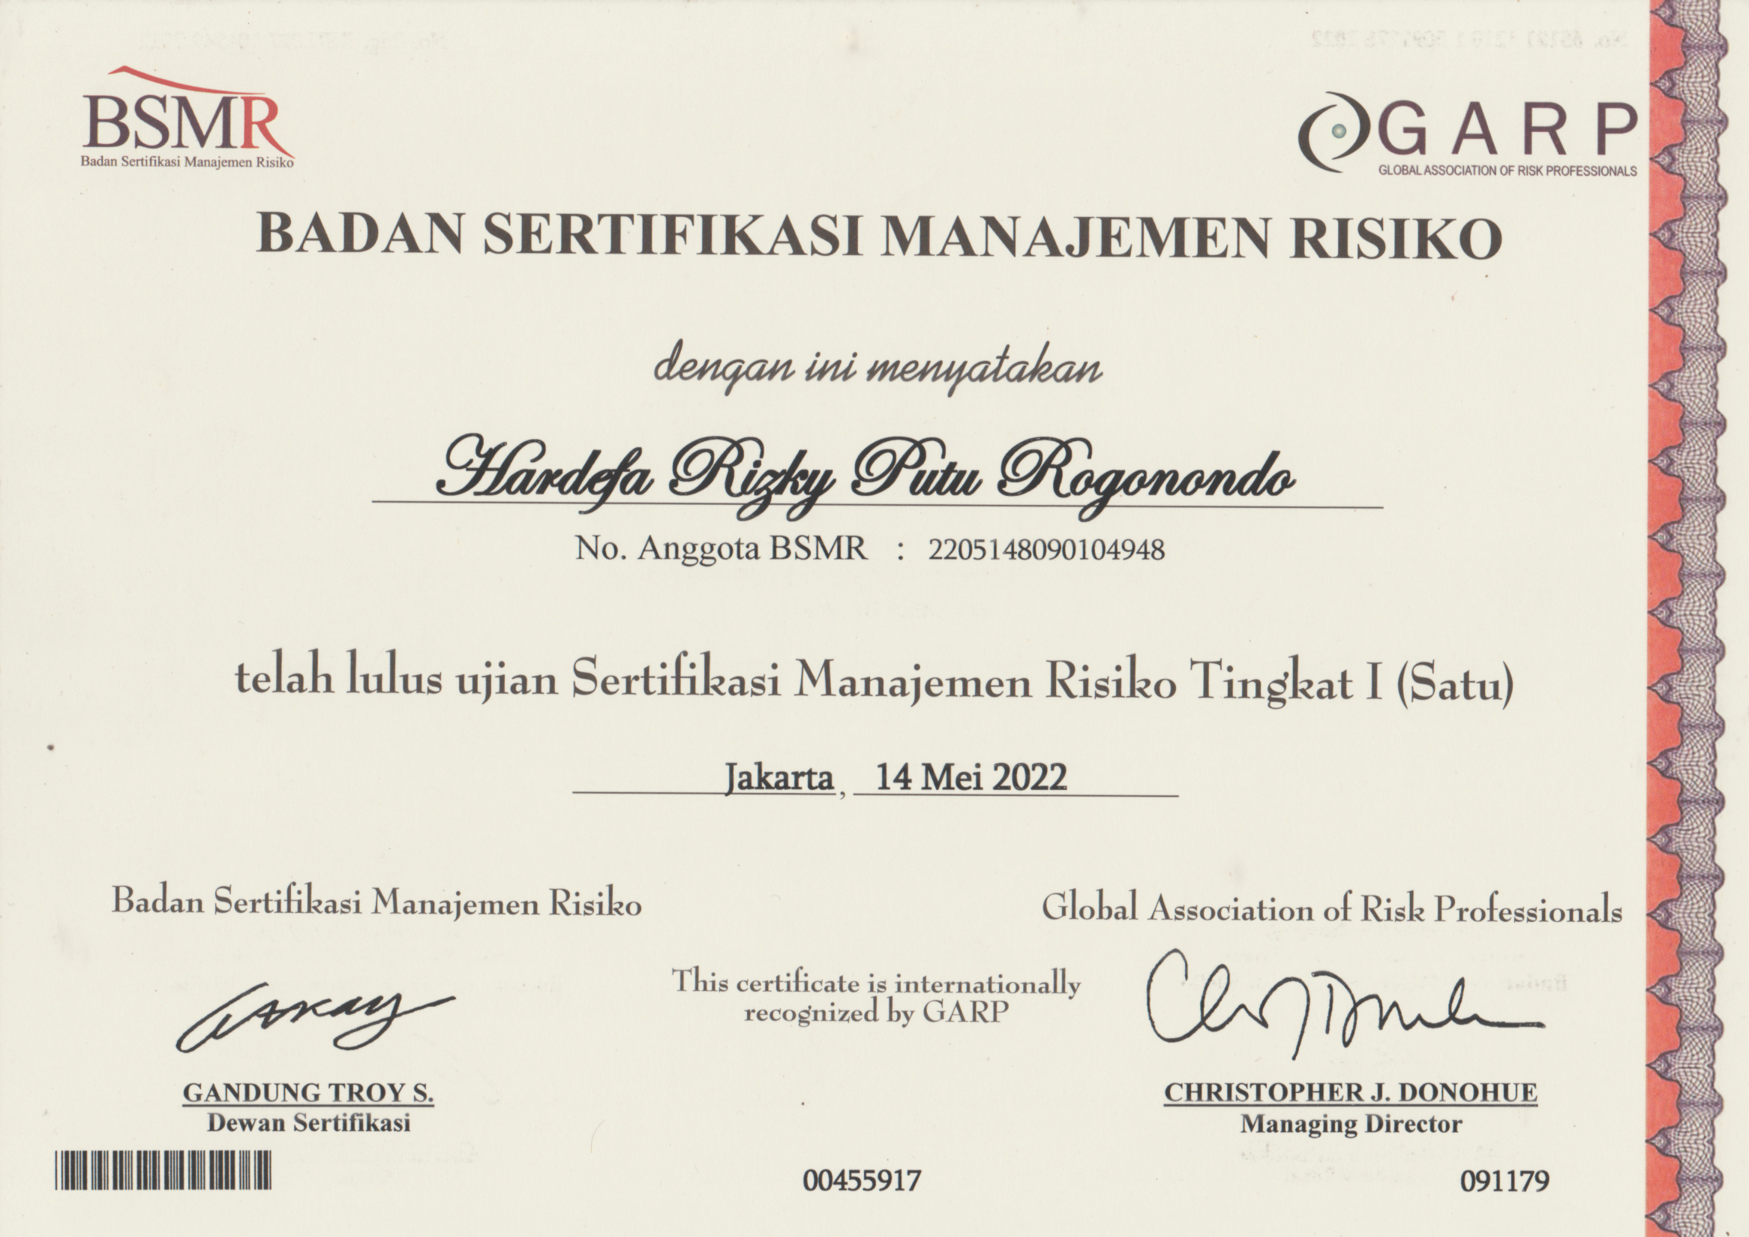 BSMR
Badan Sertifikasi Manajemen Risiko
GARP
GLOBAL ASSOCIATION OF RISK PROFESSIONALS
BADAN SERTIFIKASI MANAJEMEN RISIKO
dengan ini menyatakan
Hardefa Rizky Putu Rogonondo
No. Anggota BSMR : 2205148090104948
telah lulus ujian Sertifikasi Manajemen Risiko Tingkat I (Satu)
Jakarta, 14 Mei 2022
Badan Sertifikasi Manajemen Risiko
Global Association of Risk Professionals
This certificate is internationally
recognized by GARP
GANDUNG TROY S.
Dewan Sertifikasi
CHRISTOPHER J. DONOHUE
Managing Director
00455917
091179